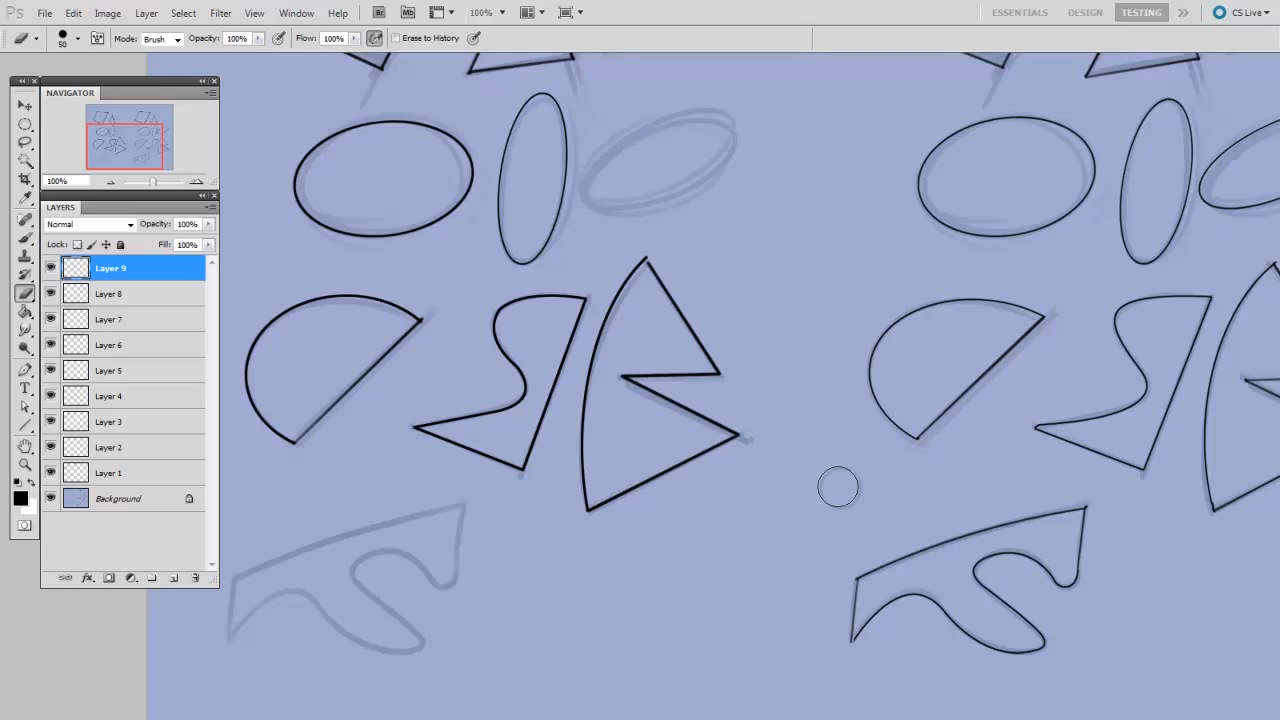 Ps File Edit Image Layer Select Filter View Window Help Br Mb 100% ESSENTIALS DESIGN TESTING CS Live
50 Mode: Brush Opacity: 100% Flow: 100% Erase to History
NAVIGATOR
100%
LAYERS
Normal Opacity: 100%
Lock: Fill: 100%
Layer 9
Layer 8
Layer 7
Layer 6
Layer 5
Layer 4
Layer 3
Layer 2
Layer 1
Background